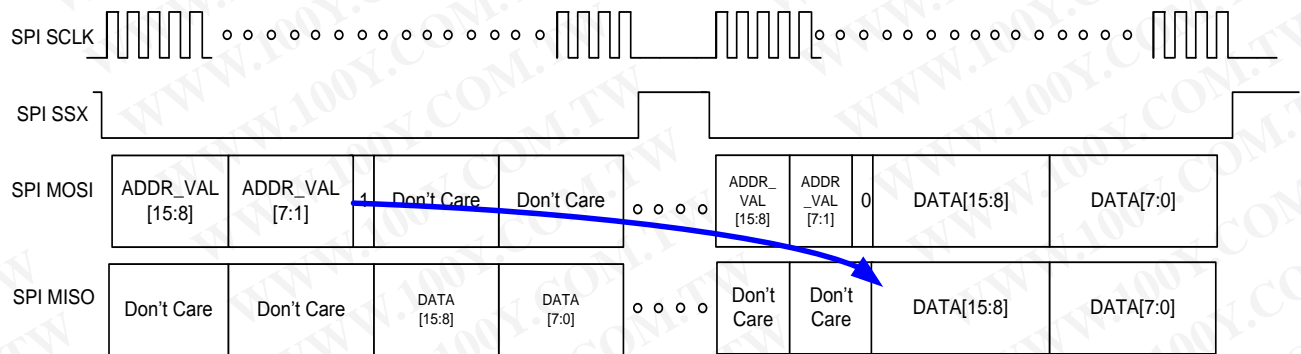 SPI SCLK
SPI SSX
SPI MOSI
ADDR_VAL
[15:8]
ADDR_VAL
[7:1]
1
Don't Care
Don't Care
ADDR_
VAL
[15:8]
ADDR
_VAL
[7:1]
0
DATA[15:8]
DATA[7:0]
SPI MISO
Don't Care
Don't Care
DATA
[15:8]
DATA
[7:0]
Don't
Care
Don't
Care
DATA[15:8]
DATA[7:0]
WWW.100Y.COM.TW